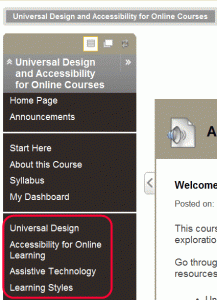 Universal Design and Accessibility for Online Courses
Universal Design
and Accessibility
for Online Courses
Home Page
Announcements
Start Here
About this Course
Syllabus
My Dashboard
Universal Design
Accessibility for Online
Learning
Assistive Technology
Learning Styles
A
Welcome
Posted on:
This cours
exploration
Go throug
resources